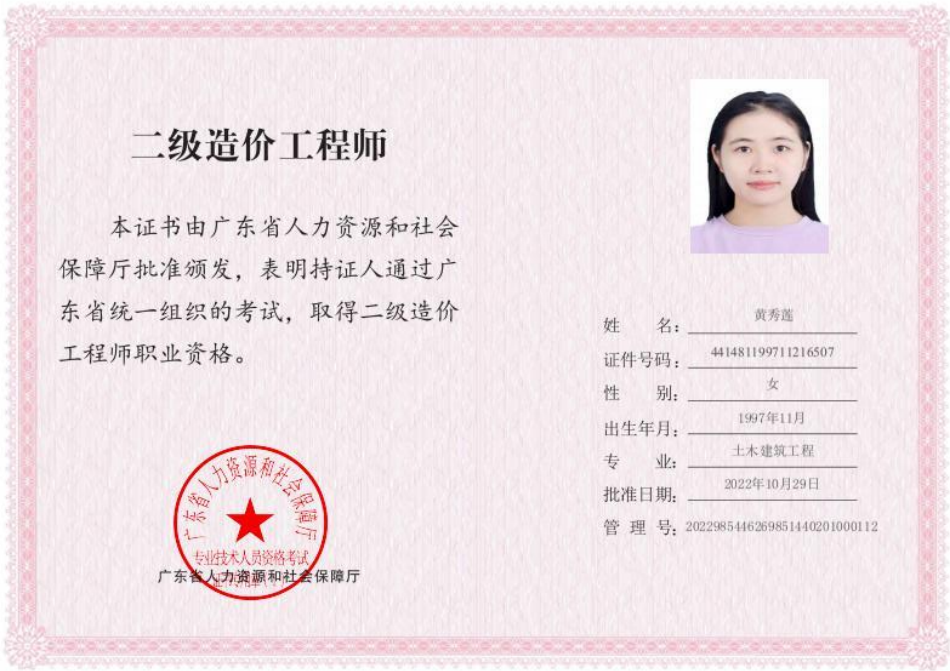 二级造价工程师
本证书由广东省人力资源和社会
保障厅批准颁发，表明持证人通过广
东省统一组织的考试，取得二级造价
工程师职业资格。
广东省人力资源和社会保障厅
专业技术人员资格考试
广东省人力资源和社会保障厅
姓 名：黄秀莲
证件号码：441481199711216507
性 别：女
出生年月：1997年11月
专 业：土木建筑工程
批准日期：2022年10月29日
管 理 号：2022985446269851440201000112